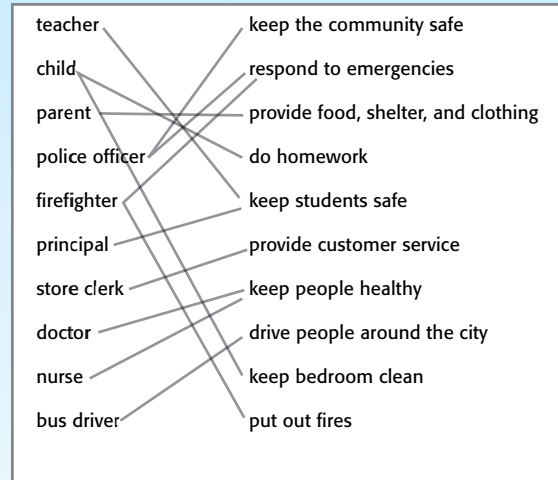 teacher keep the community safe
child respond to emergencies
parent provide food, shelter, and clothing
police officer do homework
firefighter keep students safe
principal provide customer service
store clerk keep people healthy
doctor drive people around the city
nurse keep bedroom clean
bus driver put out fires